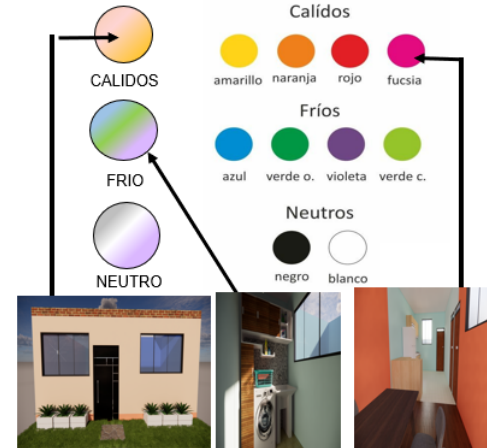 CALIDOS
FRIO
NEUTRO
Calídos
amarillo naranja rojo fucsia
Fríos
azul verde o. violeta verde c.
Neutros
negro blanco